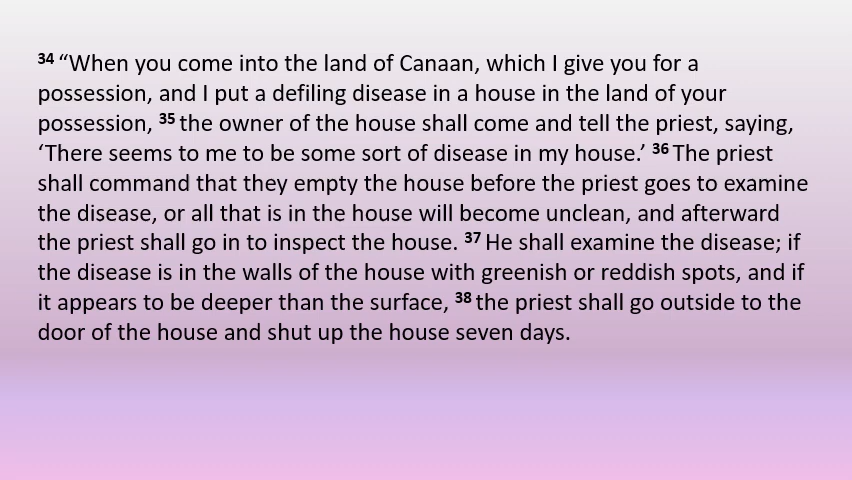 34 “When you come into the land of Canaan, which I give you for a
possession, and I put a defiling disease in a house in the land of your
possession, 35 the owner of the house shall come and tell the priest, saying,
‘There seems to me to be some sort of disease in my house.’ 36 The priest
shall command that they empty the house before the priest goes to examine
the disease, or all that is in the house will become unclean, and afterward
the priest shall go in to inspect the house. 37 He shall examine the disease; if
the disease is in the walls of the house with greenish or reddish spots, and if
it appears to be deeper than the surface, 38 the priest shall go outside to the
door of the house and shut up the house seven days.